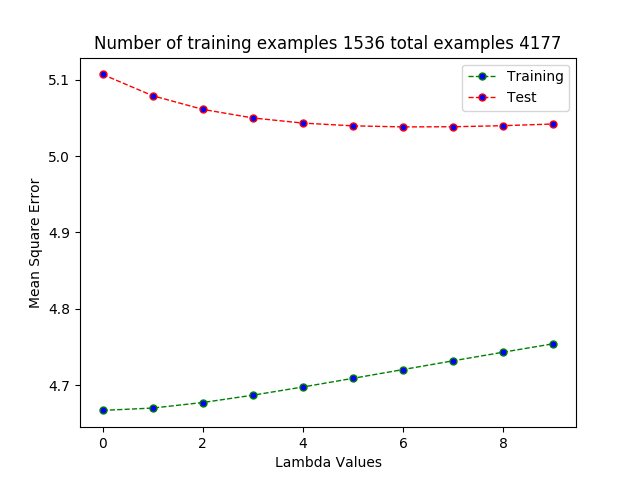 Number of training examples 1536 total examples 4177
Training
Test
5.1
5.0
4.9
4.8
4.7
Mean Square Error
0 2 4 6 8
Lambda Values